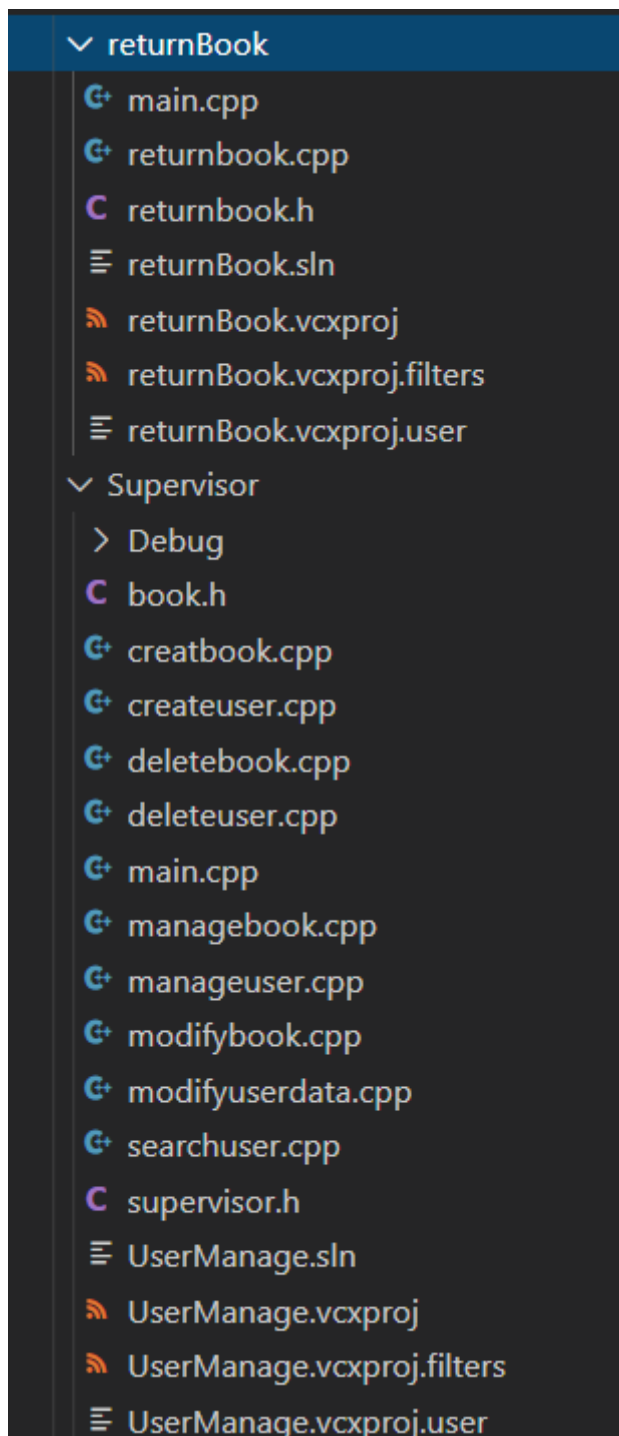 returnBook
main.cpp
returnbook.cpp
returnbook.h
returnBook.sln
returnBook.vcxproj
returnBook.vcxproj.filters
returnBook.vcxproj.user
Supervisor
Debug
book.h
creatbook.cpp
createuser.cpp
deletebook.cpp
deleteuser.cpp
main.cpp
managebook.cpp
manageuser.cpp
modifybook.cpp
modifyuserdata.cpp
searchuser.cpp
supervisor.h
UserManage.sln
UserManage.vcxproj
UserManage.vcxproj.filters
UserManage.vcxproj.user